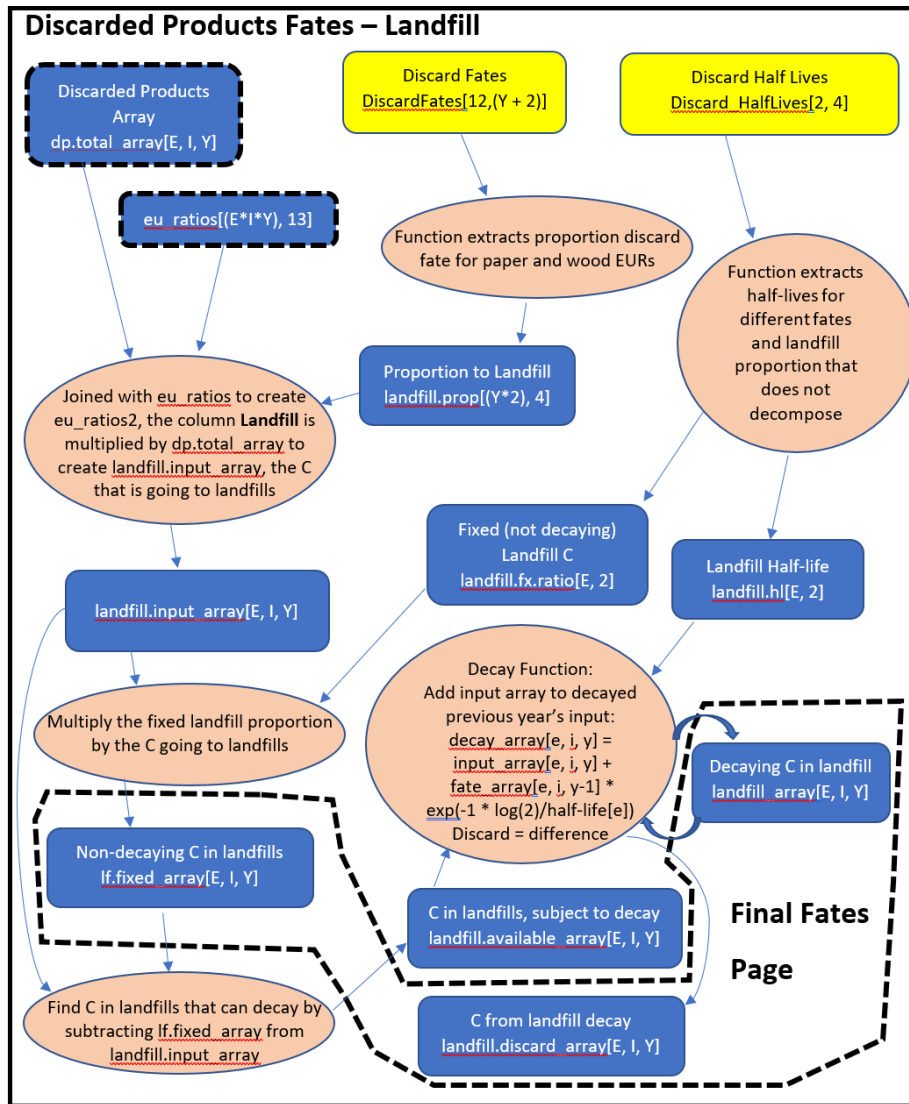 Discarded Products Fates – Landfill
Discarded Products
Array
dp.total_array[E, I, Y]
Discard Fates
DiscardFates[12,(Y + 2)]
Discard Half Lives
Discard_HalfLives[2, 4]
eu_ratios[(E*I*Y), 13]
Function extracts proportion discard
fate for paper and wood EURs
Function extracts
half-lives for
different fates
and landfill
proportion that
does not
decompose
Proportion to Landfill
landfill.prop[(Y*2), 4]
Joined with eu_ratios to create
eu_ratios2, the column Landfill is
multiplied by dp.total_array to
create landfill.input_array, the C
that is going to landfills
Fixed (not decaying)
Landfill C
landfill.fx.ratio[E, 2]
Landfill Half-life
landfill.hl[E, 2]
landfill.input_array[E, I, Y]
Multiply the fixed landfill proportion
by the C going to landfills
Decay Function:
Add input array to decayed
previous year’s input:
decay_array[e, i, y] =
input_array[e, i, y] +
fate_array[e, i, y-1] *
exp(-1 * log(2)/half-life[e])
Discard = difference
Decaying C in landfill
landfill_array[E, I, Y]
Non-decaying C in landfills
lf.fixed_array[E, I, Y]
C in landfills, subject to decay
landfill.available_array[E, I, Y]
Final Fates
Page
Find C in landfills that can decay by
subtracting lf.fixed_array from
landfill.input_array
C from landfill decay
landfill.discard_array[E, I, Y]